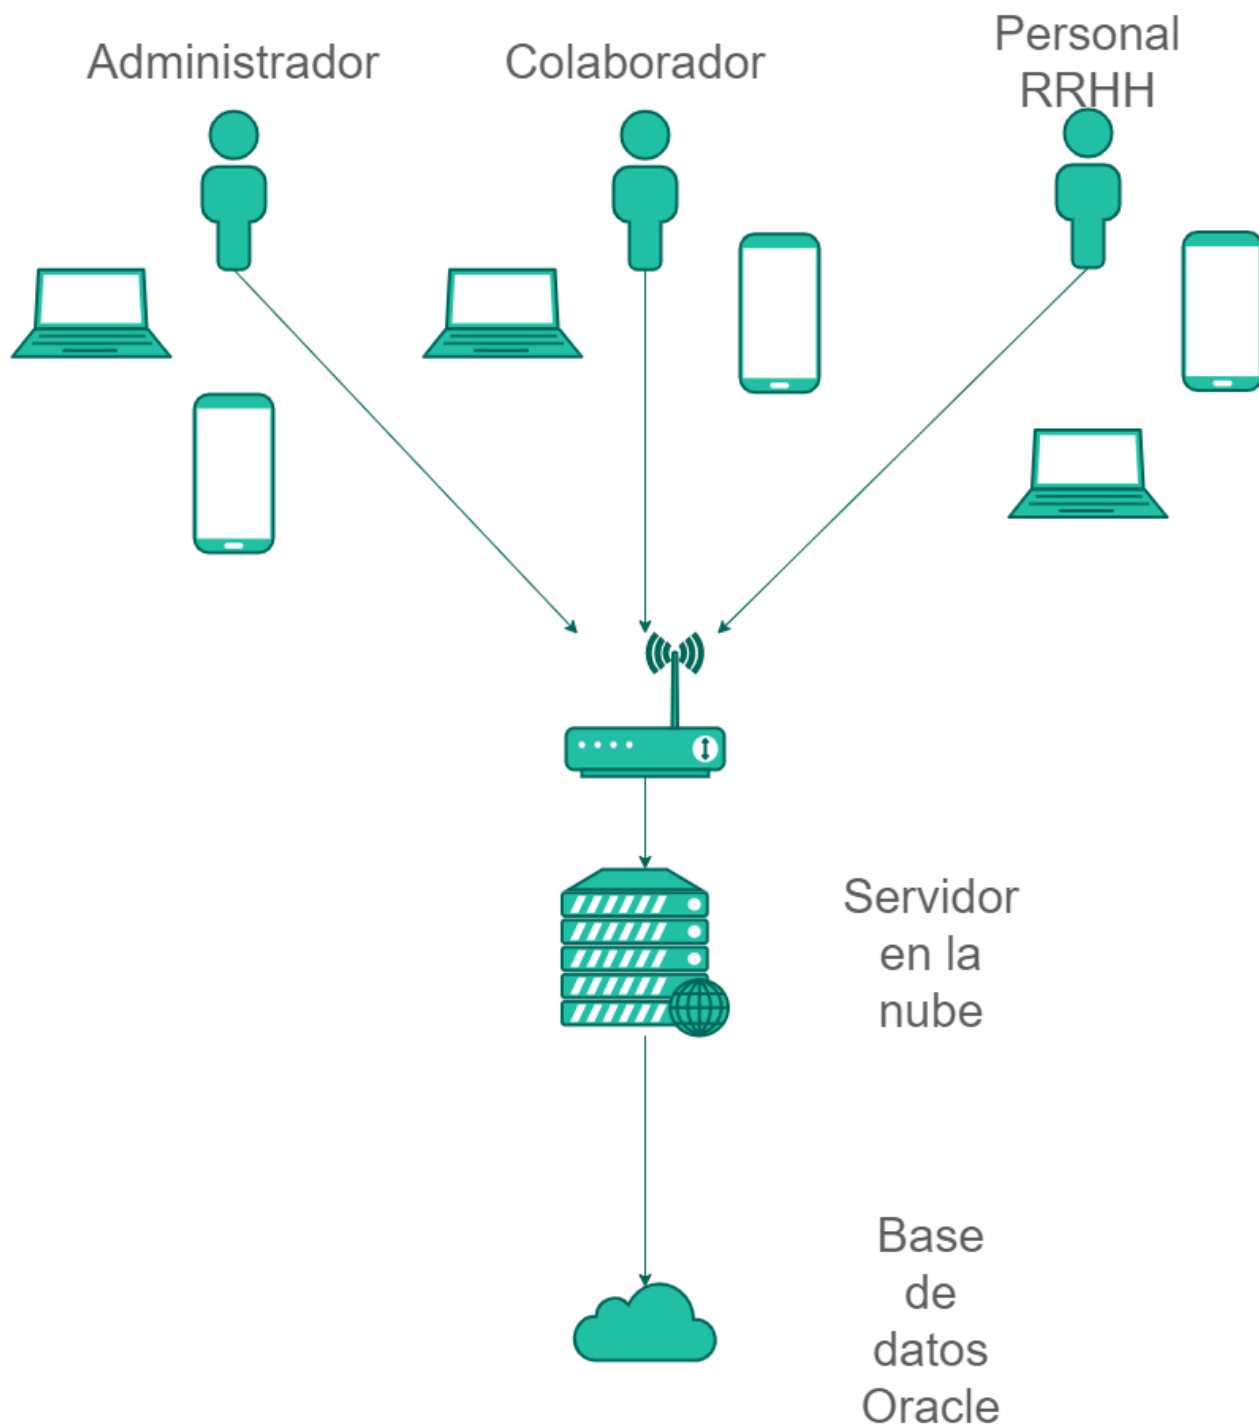 Administrador
Colaborador
Personal
RRHH
Servidor
en la
nube
Base
de
datos
Oracle